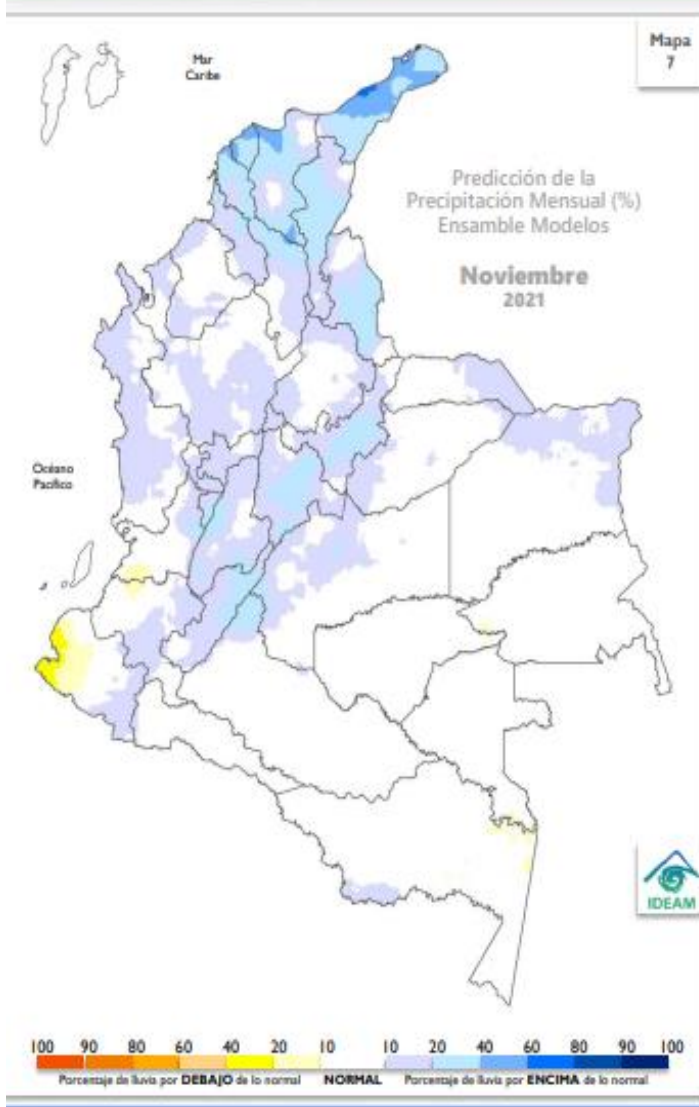 Mapa
7
Mar
Caribe
Predicción de la
Precipitación Mensual (%)
Ensamble Modelos
Noviembre
2021
Océano
Pacífico
IDEAM
100 90 80 60 40 20 10 10 20 40 60 80 90 100
Porcentaje de lluvia por DEBAJO de lo normal NORMAL Porcentaje de lluvia por ENCIMA de lo normal